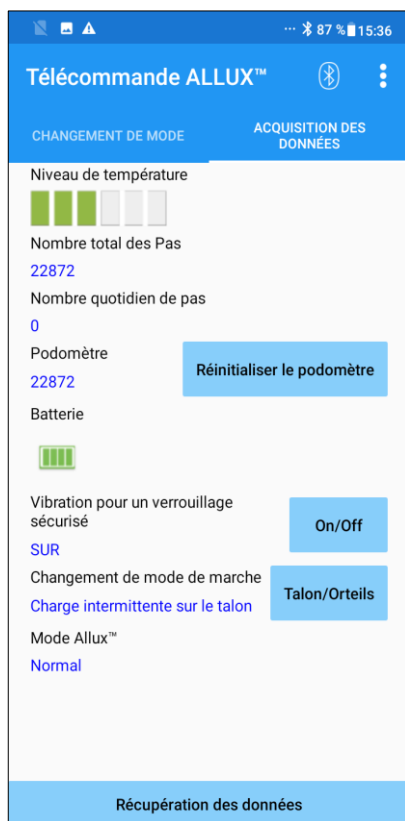 87 % 15:36
Télécommande ALLUX™
CHANGEMENT DE MODE
ACQUISITION DES
DONNÉES
Niveau de température
Nombre total des Pas
22872
Nombre quotidien de pas
0
Podomètre
22872
Réinitialiser le podomètre
Batterie
Vibration pour un verrouillage
sécurisé
SUR
On/Off
Changement de mode de marche
Charge intermittente sur le talon
Talon/Orteils
Mode Allux™
Normal
Récupération des données